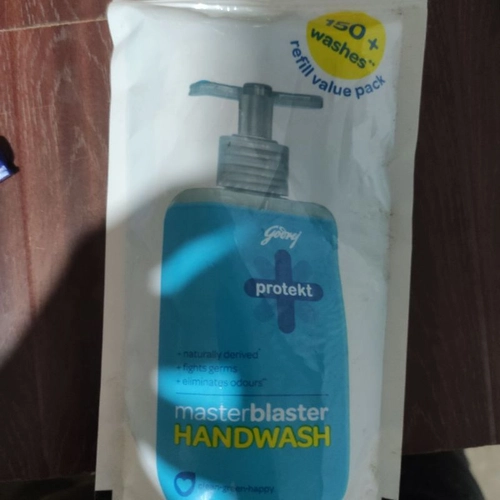 150+
washes**
refill value pack
Godrej
protekt
+ naturally derived*
+ fights germs
+ eliminates odours**
masterblaster
HANDWASH